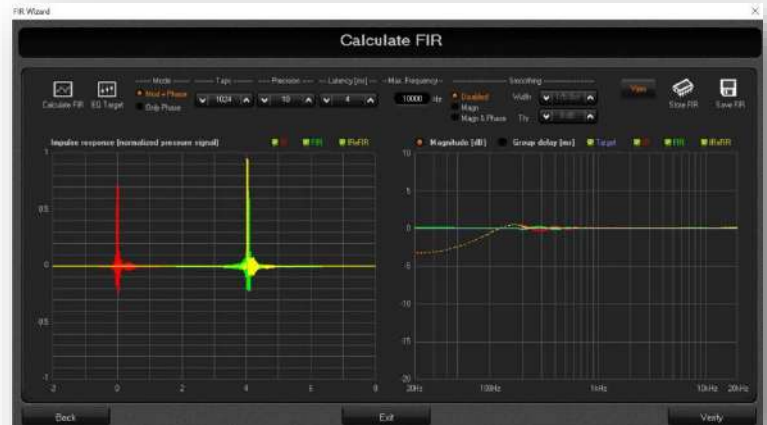 FIR Wizard
Calculate FIR
Mode
Taps
Precision
Latency [ms]
Max. Frequency
Smoothing
Calculate FIR
EQ Target
Mod + Phase
Only Phase
1024
10
4
10000 Hz
Disabled
Magn
Magn & Phase
Width
View
Store FIR
Save FIR
Impulse response (normalized pressure signal)
IR
FIR
IRxFIR
Magnitude [dB]
Group delay [ms]
Target
IR
FIR
IRxFIR
1
0.5
0
0.5
-1
-2
0
2
4
6
8
10
5
0
-5
-10
-15
-20
20Hz
100Hz
1kHz
10kHz
20kHz
Back
Exit
Verify